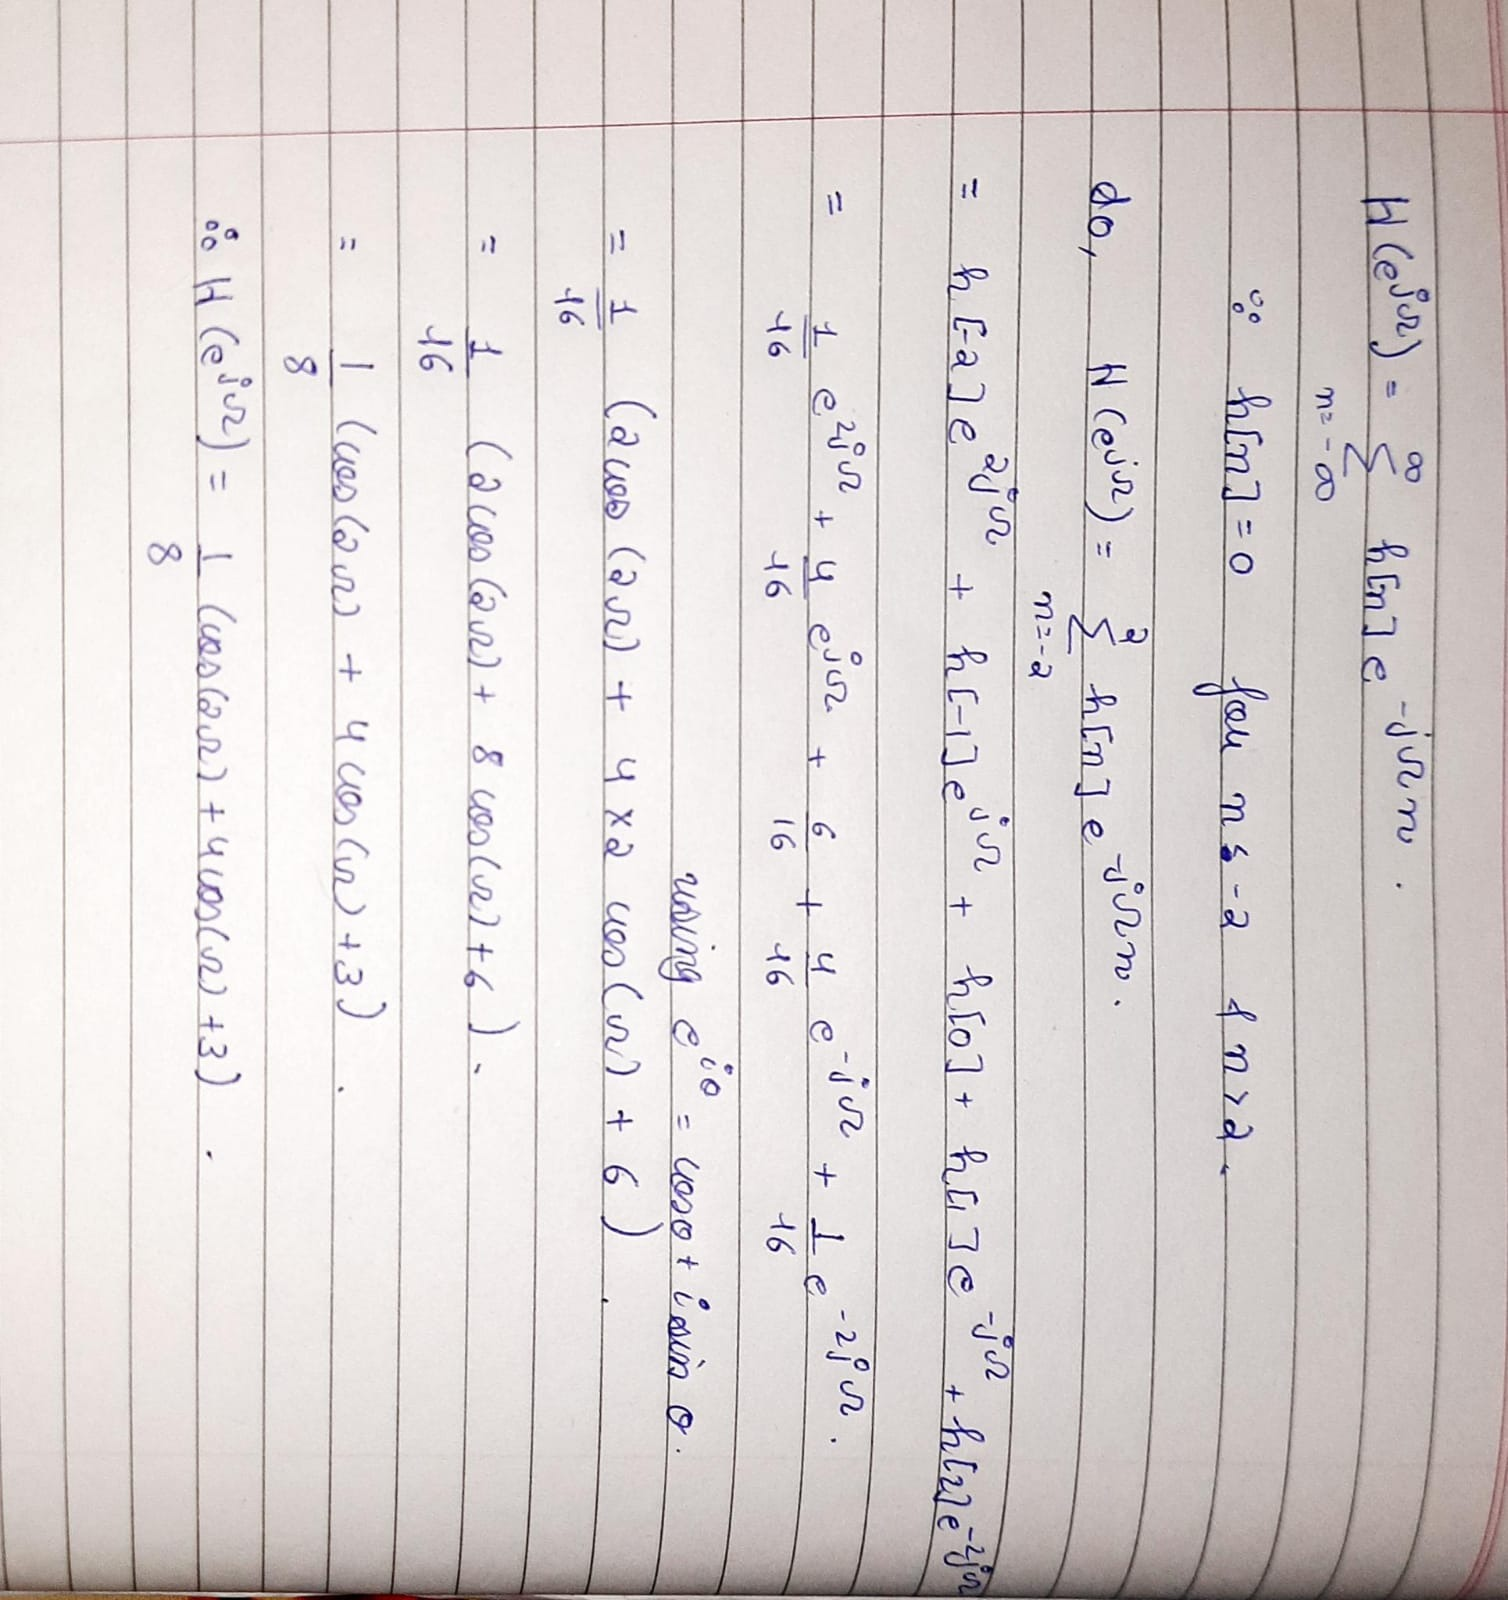 H(e^{jΩ}) = ∑_{n=-∞}^{∞} h[n] e^{-jΩn}.
∵ h[n] = 0 for n < -2 & n > 2.
So, H(e^{jΩ}) = ∑_{n=-2}^{2} h[n] e^{-jΩn}.
= h[-2] e^{2jΩ} + h[-1] e^{jΩ} + h[0] + h[1] e^{-jΩ} + h[2] e^{-2jΩ}
= 1/16 e^{2jΩ} + 4/16 e^{jΩ} + 6/16 + 4/16 e^{-jΩ} + 1/16 e^{-2jΩ}.
using e^{iθ} = cosθ + i sin θ.
= 1/16 (2 cos (2Ω) + 4 × 2 cos (Ω) + 6).
= 1/16 (2 cos (2Ω) + 8 cos (Ω) + 6).
= 1/8 (cos (2Ω) + 4 cos (Ω) + 3).
∴ H(e^{jΩ}) = 1/8 (cos (2Ω) + 4 cos (Ω) + 3).